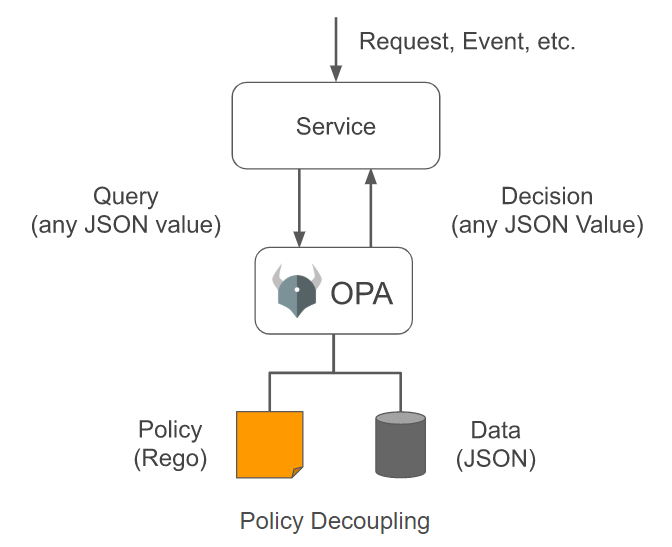 Request, Event, etc.
Service
Query
(any JSON value)
Decision
(any JSON Value)
OPA
Policy
(Rego)
Data
(JSON)
Policy Decoupling